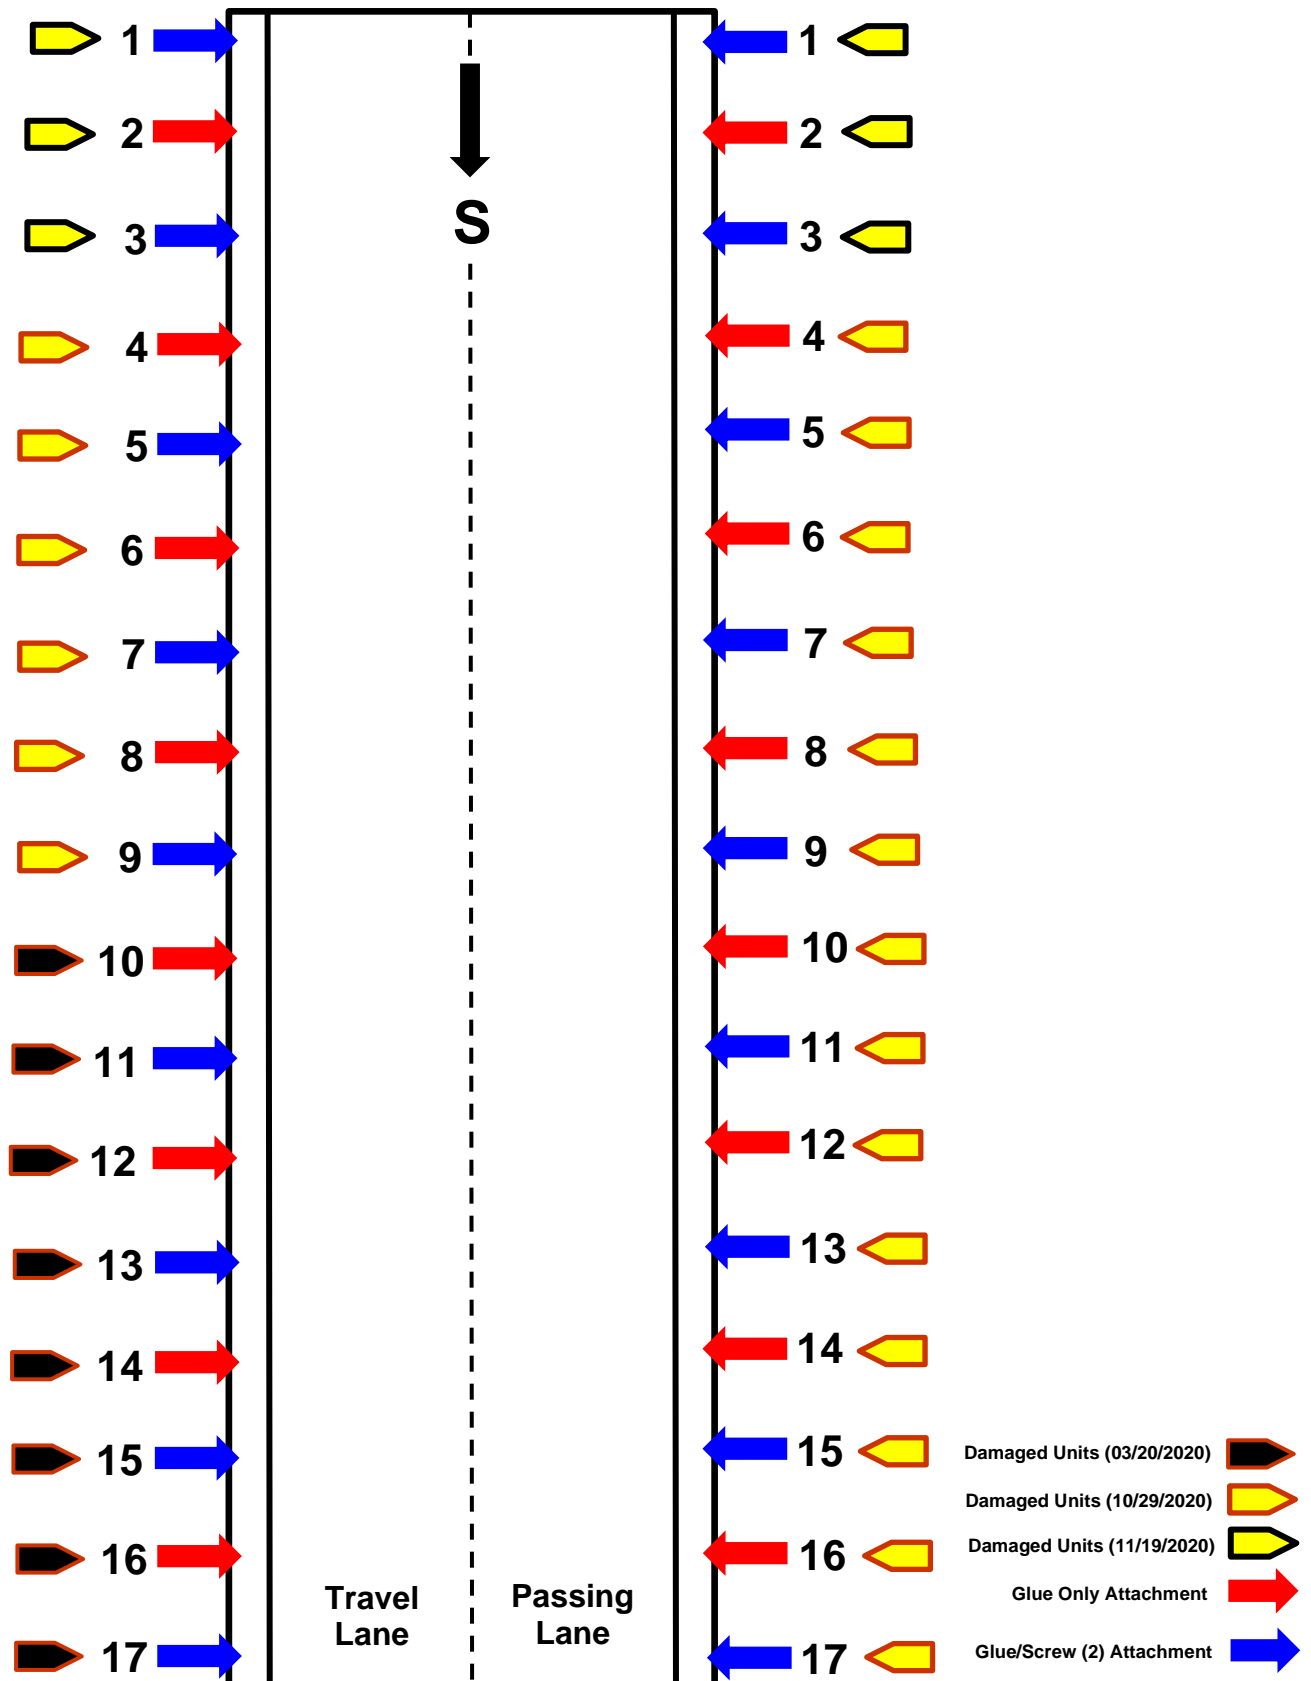 1 1
2 2
S
3 3
4 4
5 5
6 6
7 7
8 8
9 9
10 10
11 11
12 12
13 13
14 14
15 15
Damaged Units (03/20/2020)
Damaged Units (10/29/2020)
Damaged Units (11/19/2020)
16 16
Glue Only Attachment
Travel
Lane
Passing
Lane
17 17
Glue/Screw (2) Attachment